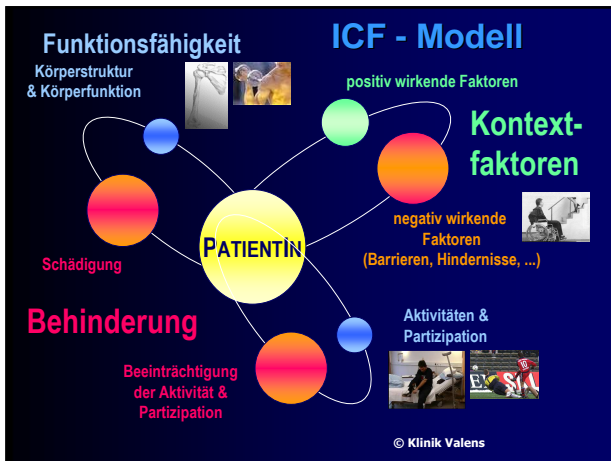 Funktionsfähigkeit
ICF - Modell
Körperstruktur
& Körperfunktion
positiv wirkende Faktoren
Kontext-
faktoren
PATIENTIN
negativ wirkende
Faktoren
(Barrieren, Hindernisse, ...)
Schädigung
Behinderung
Aktivitäten &
Partizipation
Beeinträchtigung
der Aktivität &
Partizipation
© Klinik Valens